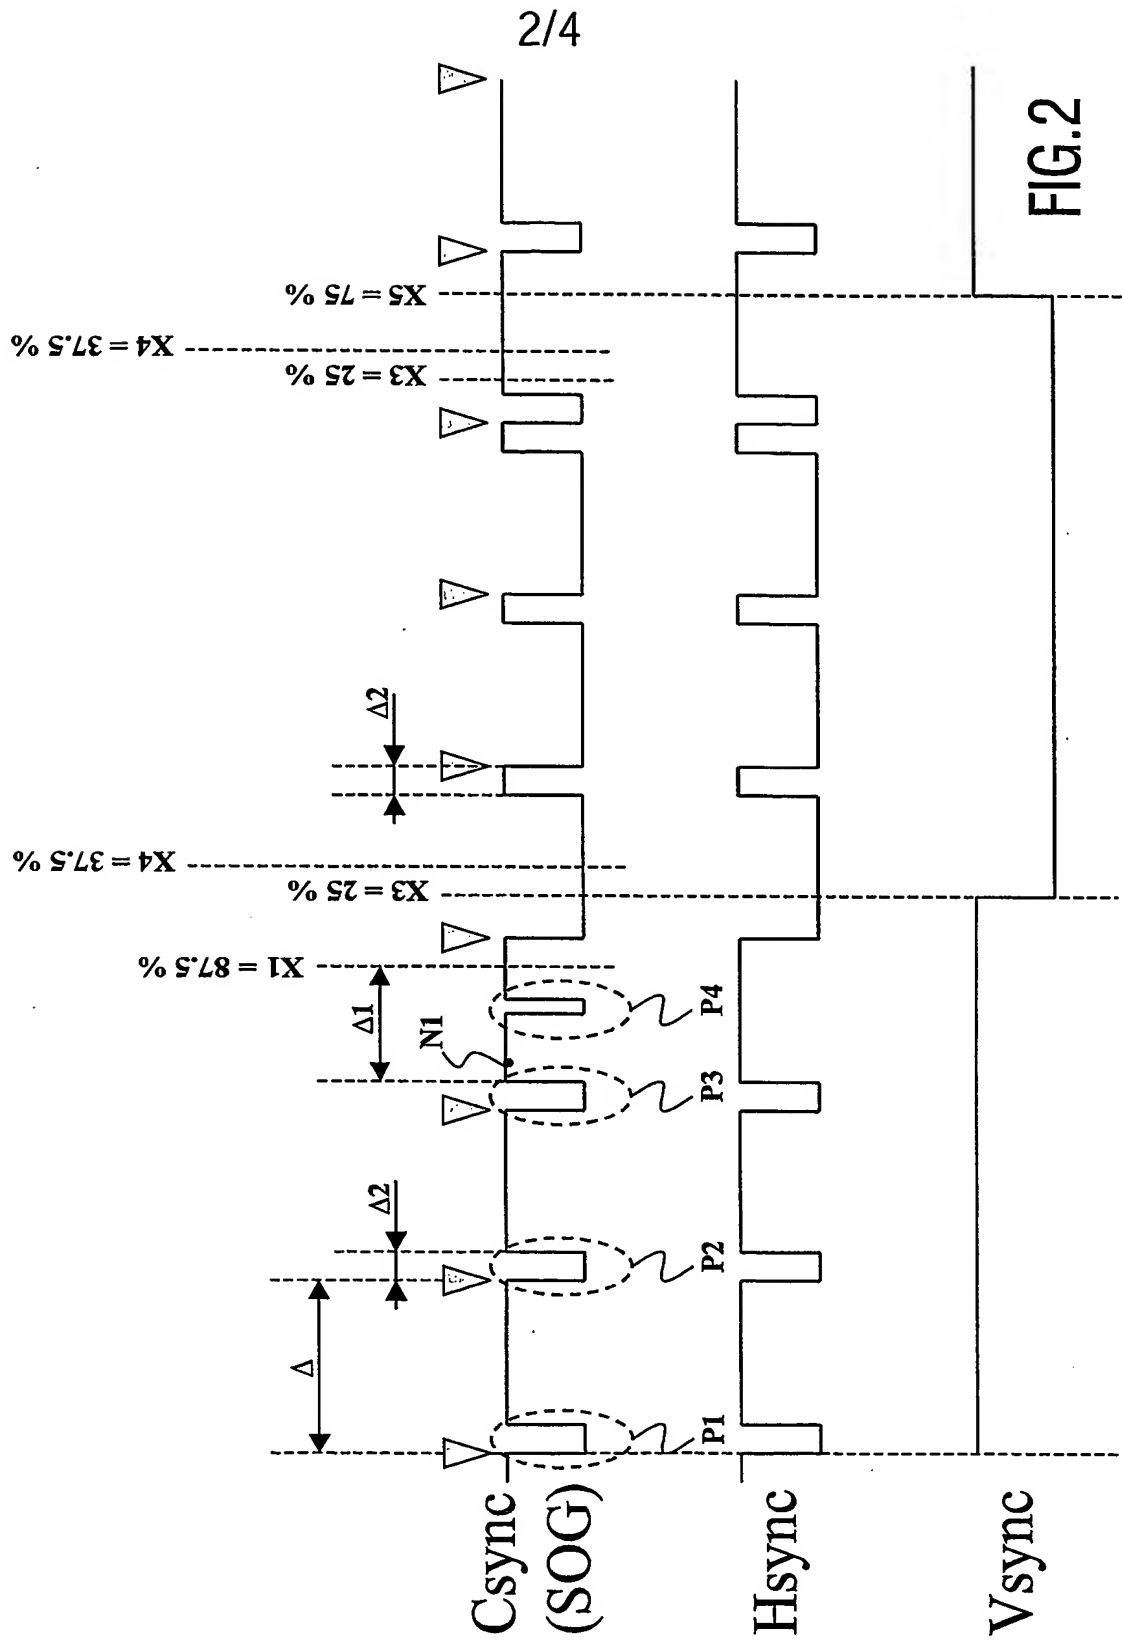 2/4
X5 = 75 %
X4 = 37.5 %
X3 = 25 %
Δ2
X4 = 37.5 %
X3 = 25 %
X1 = 87.5 %
Δ1
N1
P4
P3
Δ2
P2
Δ
P1
Csync
(SOG)
Hsync
Vsync
FIG.2